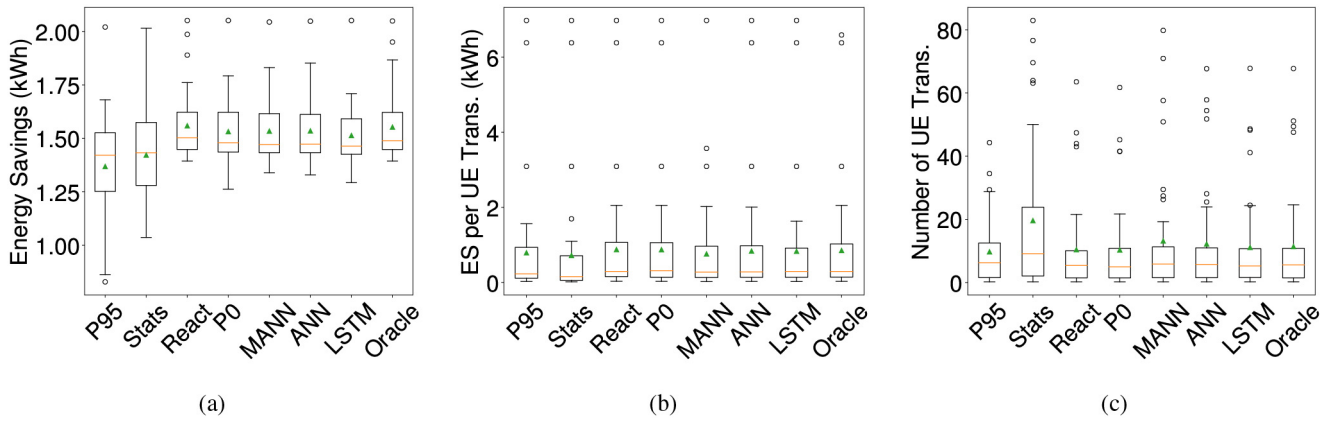 Energy Savings (kWh)
2.00
1.75
1.50
1.25
1.00
P95 Stats React P0 MANN ANN LSTM Oracle
(a)
ES per UE Trans. (kWh)
6
4
2
0
P95 Stats React P0 MANN ANN LSTM Oracle
(b)
Number of UE Trans.
80
60
40
20
0
P95 Stats React P0 MANN ANN LSTM Oracle
(c)